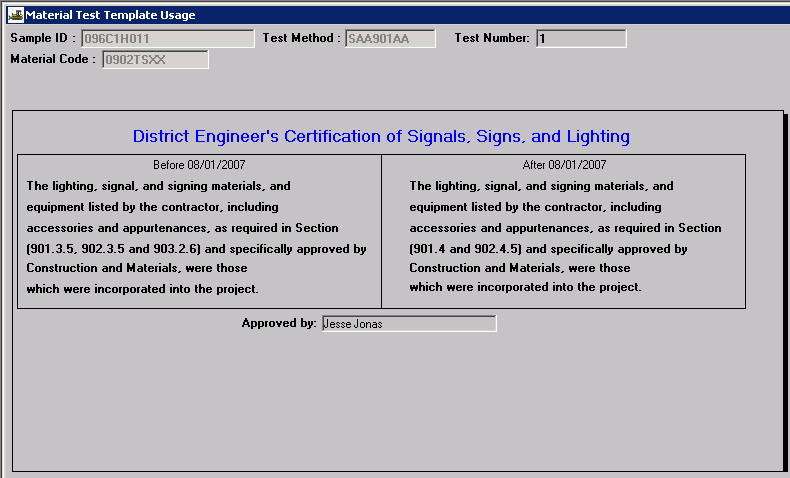 Material Test Template Usage
Sample ID : 096C1H011 Test Method : SAA901AA Test Number: 1
Material Code : 0902TSXX
District Engineer's Certification of Signals, Signs, and Lighting
Before 08/01/2007
The lighting, signal, and signing materials, and
equipment listed by the contractor, including
accessories and appurtenances, as required in Section
(901.3.5, 902.3.5 and 903.2.6) and specifically approved by
Construction and Materials, were those
which were incorporated into the project.
After 08/01/2007
The lighting, signal, and signing materials, and
equipment listed by the contractor, including
accessories and appurtenances, as required in Section
(901.4 and 902.4.5) and specifically approved by
Construction and Materials, were those
which were incorporated into the project.
Approved by: Jesse Jonas